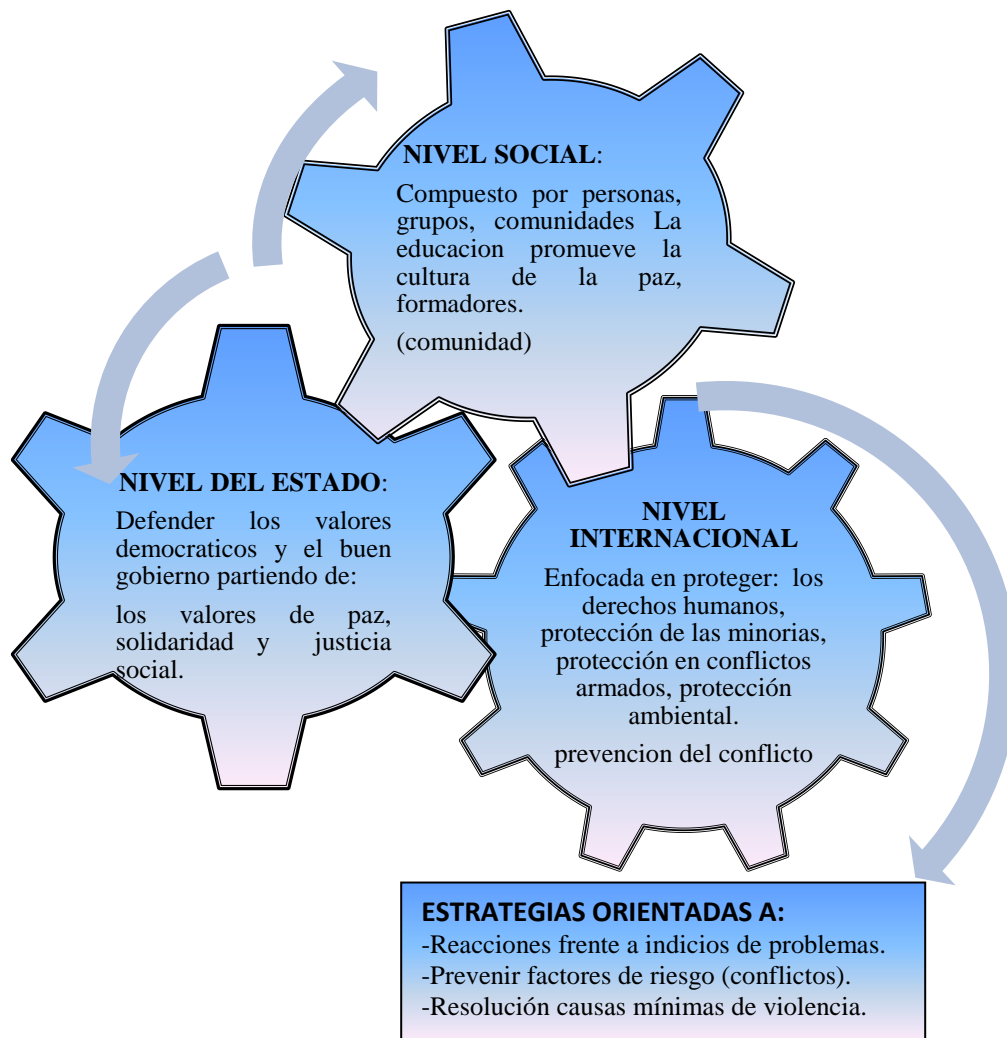 NIVEL SOCIAL:
Compuesto por personas,
grupos, comunidades La
educacion promueve la
cultura de la paz,
formadores.
(comunidad)
NIVEL DEL ESTADO:
Defender los valores
democraticos y el buen
gobierno partiendo de:
los valores de paz,
solidaridad y justicia
social.
NIVEL
INTERNACIONAL
Enfocada en proteger: los
derechos humanos,
protección de las minorias,
protección en conflictos
armados, protección
ambiental.
prevencion del conflicto
ESTRATEGIAS ORIENTADAS A:
-Reacciones frente a indicios de problemas.
-Prevenir factores de riesgo (conflictos).
-Resolución causas mínimas de violencia.